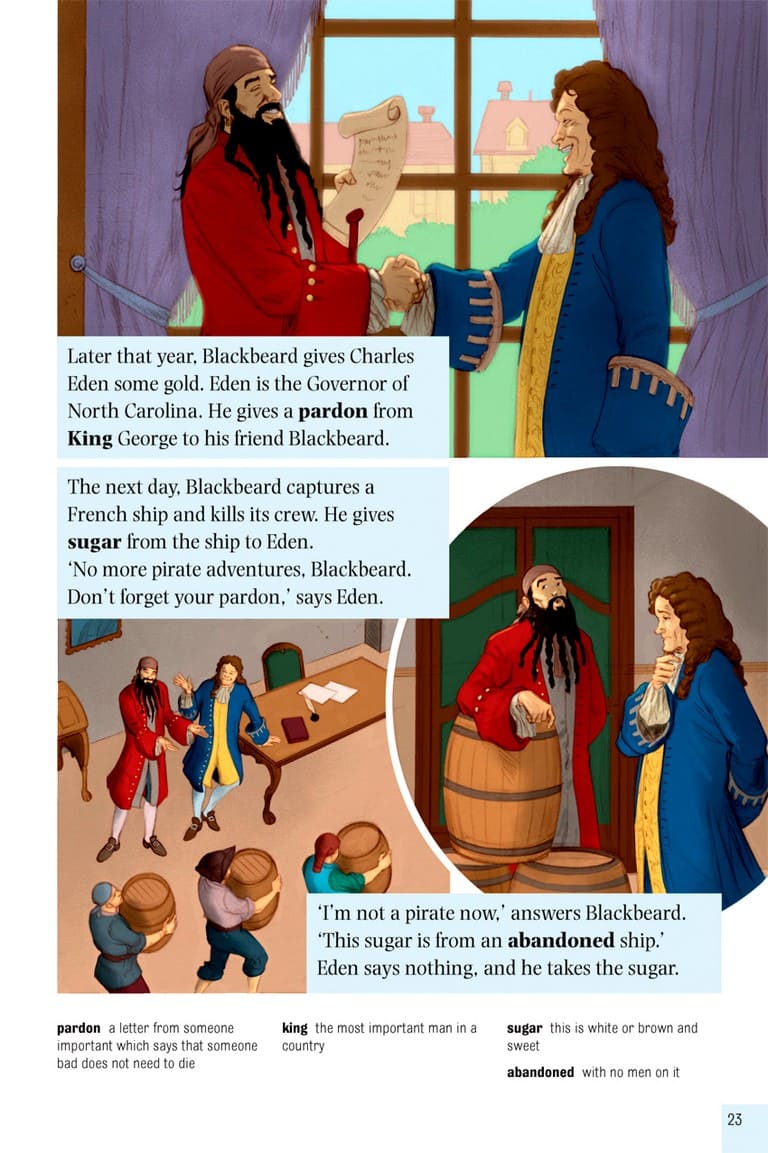 Later that year, Blackbeard gives Charles
Eden some gold. Eden is the Governor of
North Carolina. He gives a pardon from
King George to his friend Blackbeard.
The next day, Blackbeard captures a
French ship and kills its crew. He gives
sugar from the ship to Eden.
‘No more pirate adventures, Blackbeard.
Don’t forget your pardon,’ says Eden.
‘I’m not a pirate now,’ answers Blackbeard.
‘This sugar is from an abandoned ship.’
Eden says nothing, and he takes the sugar.
pardon a letter from someone
important which says that someone
bad does not need to die
king the most important man in a
country
sugar this is white or brown and
sweet
abandoned with no men on it
23